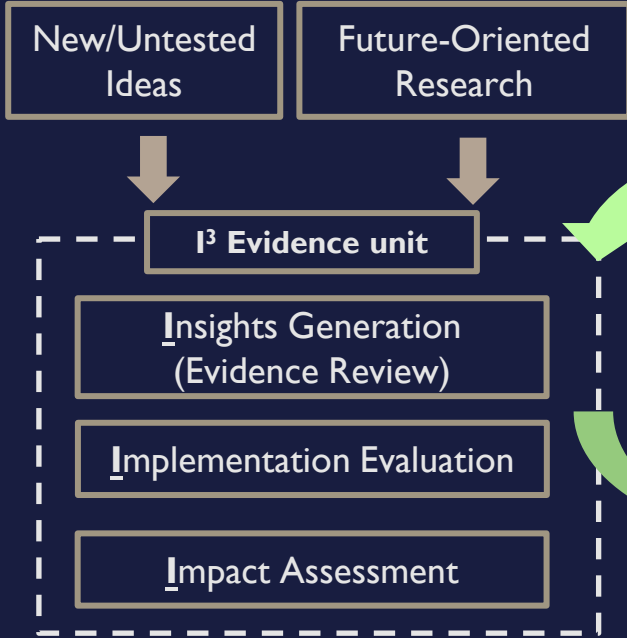 New/Untested
Ideas
Future-Oriented
Research
I³ Evidence unit
Insights Generation
(Evidence Review)
Implementation Evaluation
Impact Assessment